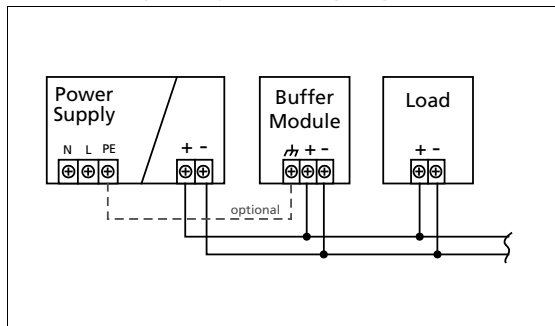 Power
Supply
N L PE
+ -
Buffer
Module
+ -
Load
+ -
optional